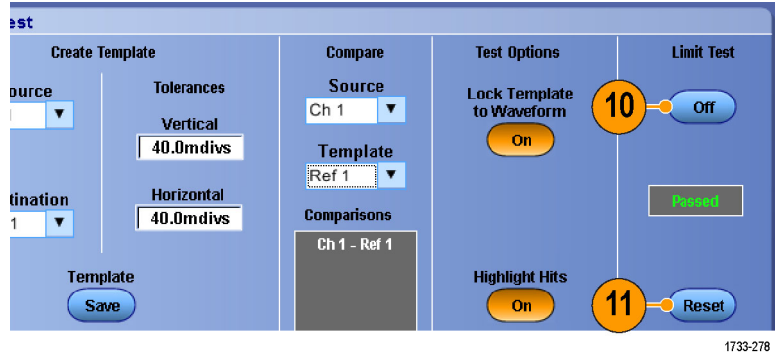 est
Create Template
Compare
Test Options
Limit Test
ource
Tolerances
Vertical
40.0mdivs
tination
1
Horizontal
40.0mdivs
Template
Save
Source
Ch 1
Template
Ref 1
Comparisons
Ch 1 - Ref 1
Lock Template
to Waveform
On
Highlight Hits
On
10
Off
Passed
11
Reset
1733-278